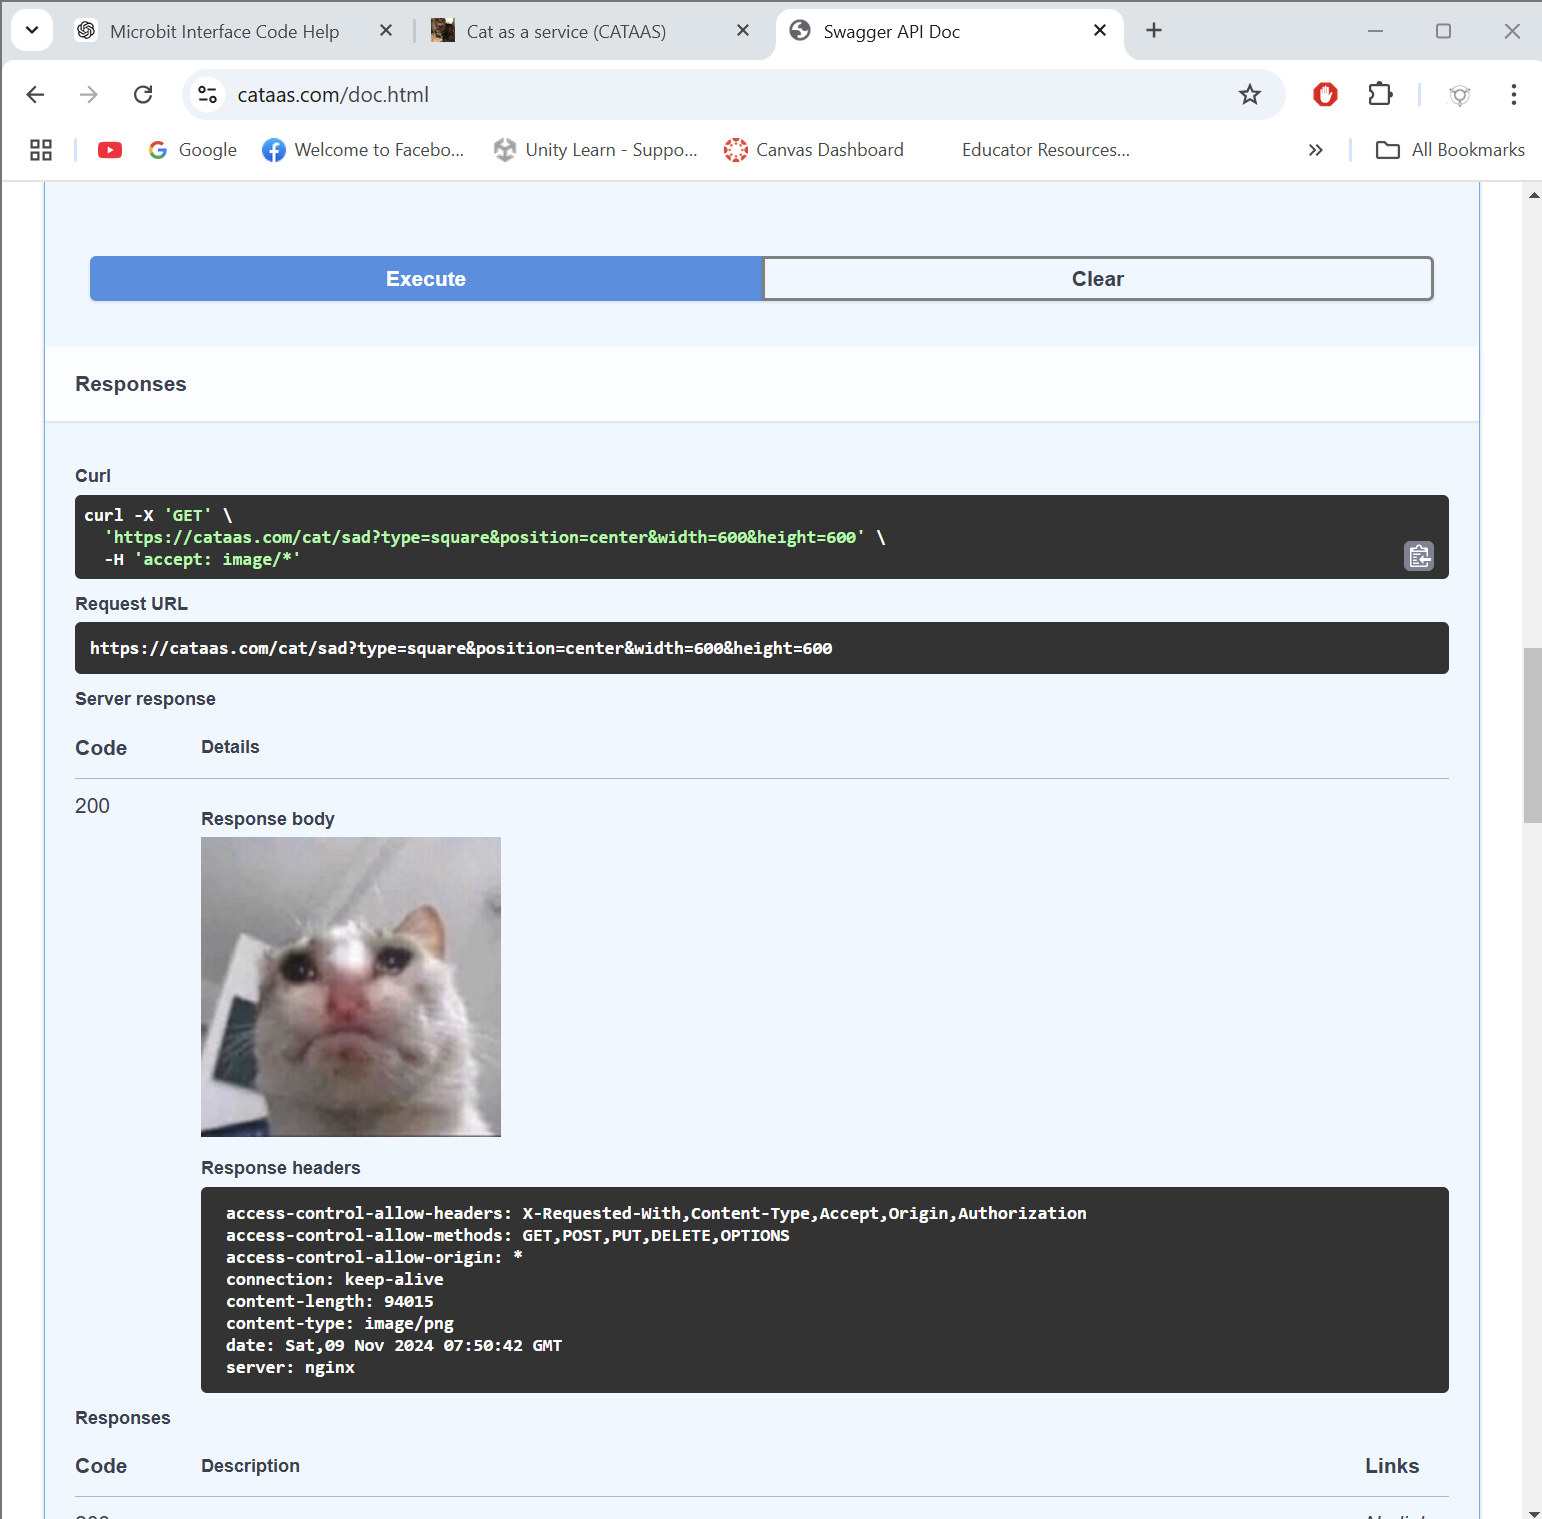 Microbit Interface Code Help
Cat as a service (CATAAS)
Swagger API Doc
cataas.com/doc.html
Google
Welcome to Facebo...
Unity Learn - Suppo...
Canvas Dashboard
Educator Resources...
All Bookmarks
Execute
Clear
Responses
Curl
curl -X 'GET' \
'https://cataas.com/cat/sad?type=square&position=center&width=600&height=600' \
-H 'accept: image/*'
Request URL
https://cataas.com/cat/sad?type=square&position=center&width=600&height=600
Server response
Code Details
200
Response body
Response headers
access-control-allow-headers: X-Requested-With,Content-Type,Accept,Origin,Authorization
access-control-allow-methods: GET,POST,PUT,DELETE,OPTIONS
access-control-allow-origin: *
connection: keep-alive
content-length: 94015
content-type: image/png
date: Sat,09 Nov 2024 07:50:42 GMT
server: nginx
Responses
Code Description Links